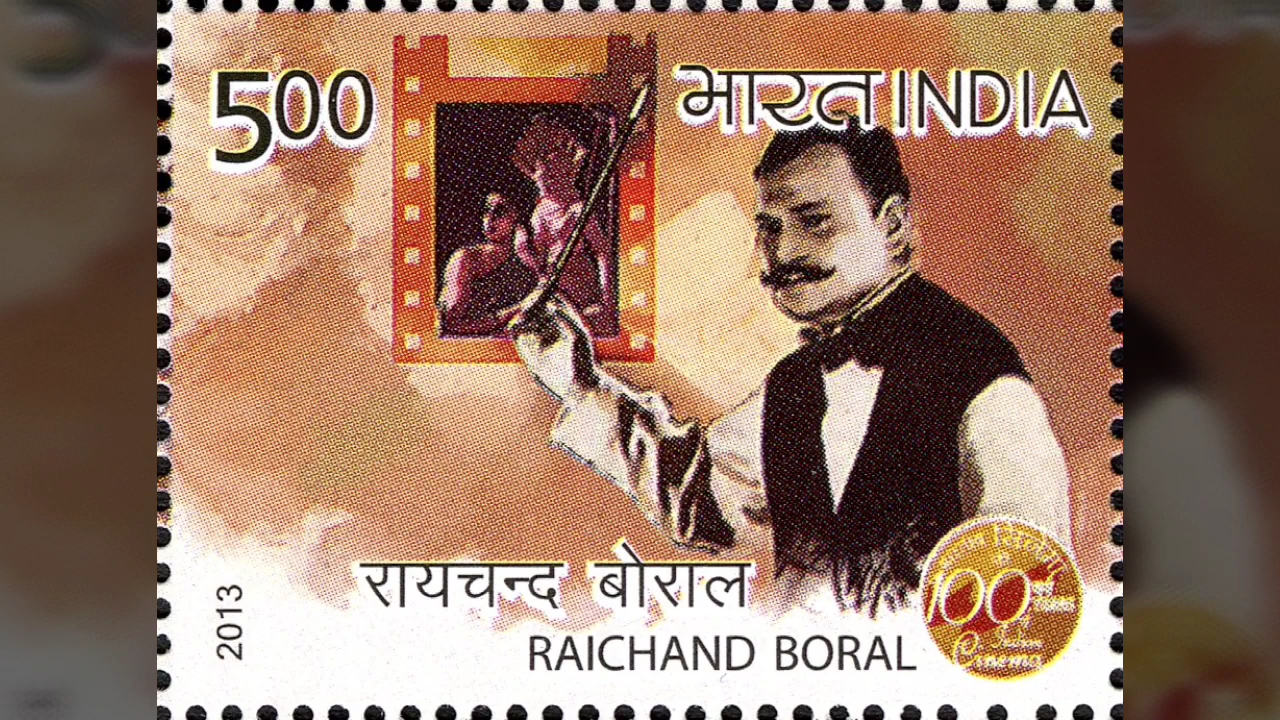 5.00
भारत INDIA
रायचन्द बोराल
RAICHAND BORAL
2013
100
Cinema